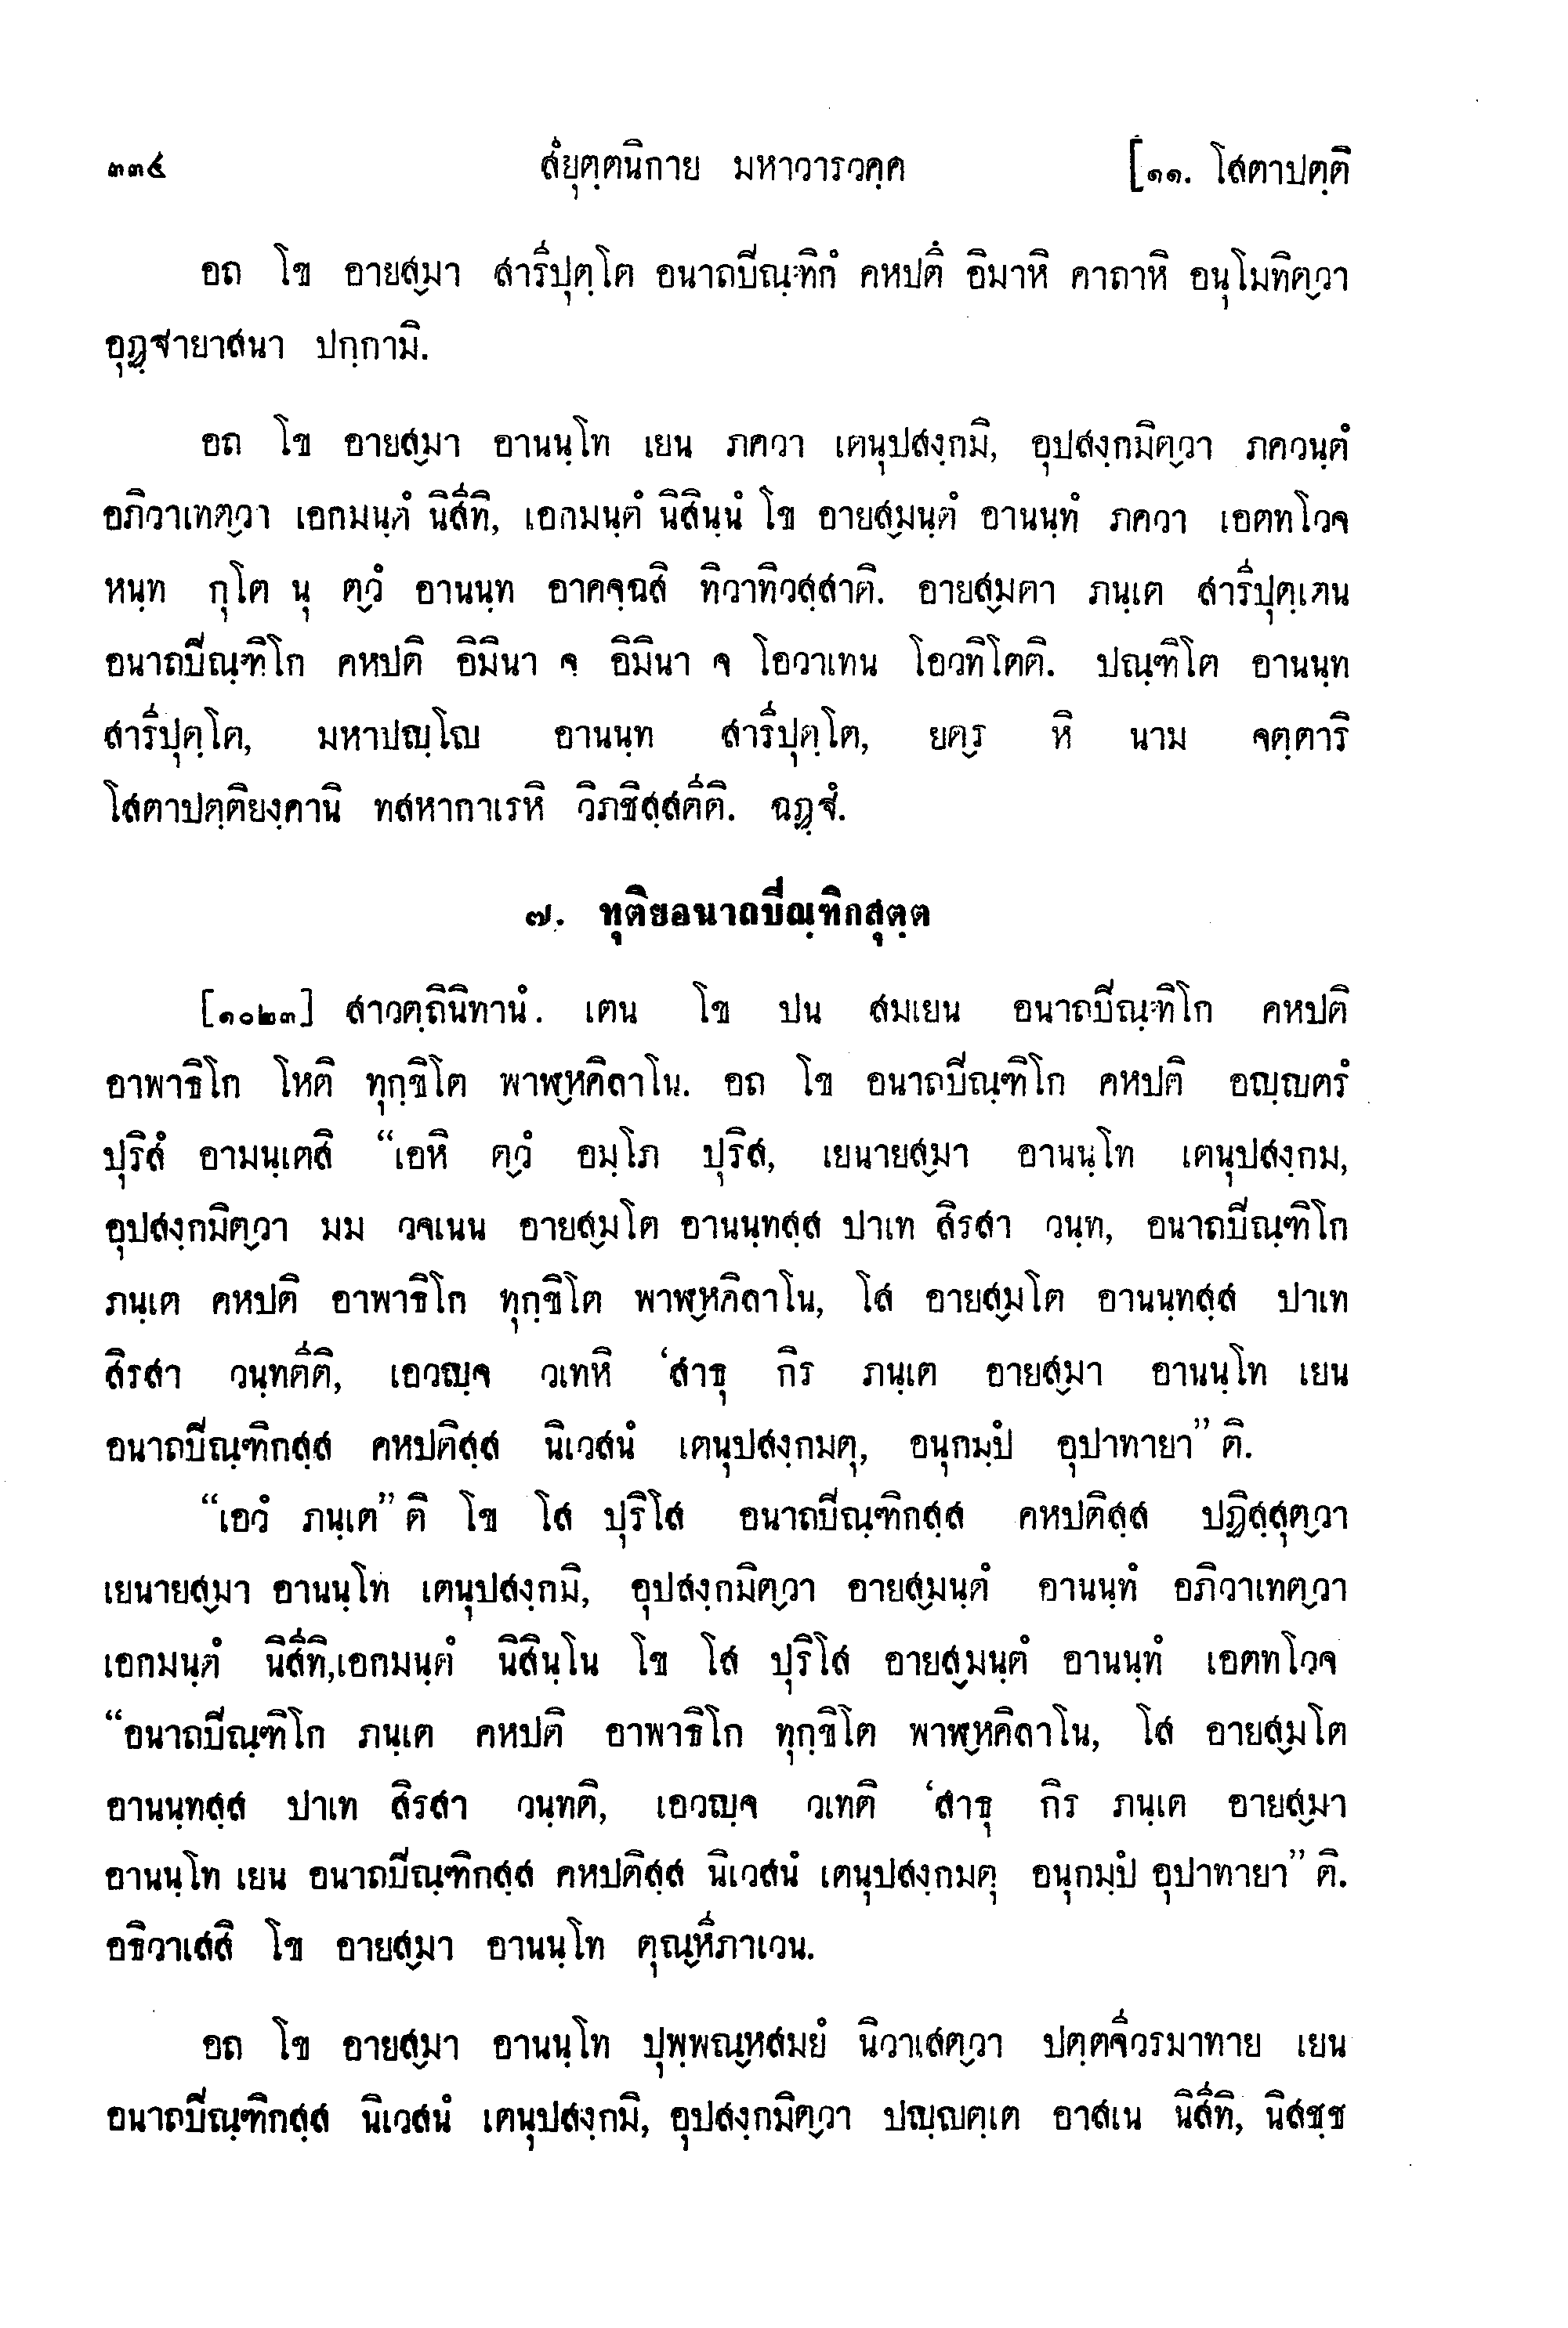 ๓๓๔ สํยุตฺตนิกาย มหาวารวคฺค [๑๑. โสตาปตฺติ
อถ โข อายสฺมา สารีปุตฺโต อนาถปิณฺฑิกํ คหปตึ อิมาหิ คาถาหิ อนุโมทิตฺวา
อุฏฺฐายาสนา ปกฺกามิ.
อถ โข อายสฺมา อานนฺโท เยน ภควา เตนุปสงฺกมิ, อุปสงฺกมิตฺวา ภควนฺตํ
อภิวาเทตฺวา เอกมนฺตํ นิสีทิ, เอกมนฺตํ นิสินฺนํ โข อายสฺมนฺตํ อานนฺทํ ภควา เอตทโวจ
หนฺท กุโต นุ ตฺวํ อานนฺท อาคจฺฉสิ ทิวาทิวสฺสาติ. อายสฺมตา ภนฺเต สารีปุตฺเตน
อนาถปีณฺฑิโก คหปติ อิมินา จ อิมินา จ โอวาเทน โอวทิโตติ. ปณฺฑิโต อานนฺท
สารีปุตฺโต, มหาปญฺโญ อานนฺท สารีปุตฺโต, ยตฺร หิ นาม จตฺตาริ
โสตาปตฺติยงฺคานิ ทสหากาเรหิ วิภชิสฺสตีติ. ฉฏฺฐํ.
๗. ทุติยอนาถปีณฺฑิกสุตฺต
[๑๐๒๓] สาวตฺถินิทานํ. เตน โข ปน สมเยน อนาถปีณฺฑิโก คหปติ
อาพาธิโก โหติ ทุกฺขิโต พาฬฺหคิลาโน. อถ โข อนาถปีณฺฑิโก คหปติ อญฺญตรํ
ปุริสํ อามนฺเตสิ “เอหิ ตฺวํ อมฺโภ ปุริส, เยนายสฺมา อานนฺโท เตนุปสงฺกม,
อุปสงฺกมิตฺวา มม วจเนน อายสฺมโต อานนฺทสฺส ปาเท สิรสา วนฺท, อนาถปีณฺฑิโก
ภนฺเต คหปติ อาพาธิโก ทุกฺขิโต พาฬฺหคิลาโน, โส อายสฺมโต อานนฺทสฺส ปาเท
สิรสา วนฺทตีติ, เอวญฺจ วเทหิ ‘สาธุ กิร ภนฺเต อายสฺมา อานนฺโท เยน
อนาถปีณฺฑิกสฺส คหปติสฺส นิเวสนํ เตนุปสงฺกมตุ, อนุกมฺปํ อุปาทายา” ติ.
“เอวํ ภนฺเต” ติ โข โส ปุริโส อนาถปีณฺฑิกสฺส คหปติสฺส ปฏิสฺสุตฺวา
เยนายสฺมา อานนฺโท เตนุปสงฺกมิ, อุปสงฺกมิตฺวา อายสฺมนฺตํ อานนฺทํ อภิวาเทตฺวา
เอกมนฺตํ นิสีทิ,เอกมนฺตํ นิสินฺโน โข โส ปุริโส อายสฺมนฺตํ อานนฺทํ เอตทโวจ
“อนาถปีณฺฑิโก ภนฺเต คหปติ อาพาธิโก ทุกฺขิโต พาฬฺหคิลาโน, โส อายสฺมโต
อานนฺทสฺส ปาเท สิรสา วนฺทติ, เอวญฺจ วเทติ ‘สาธุ กิร ภนฺเต อายสฺมา
อานนฺโท เยน อนาถปีณฺฑิกสฺส คหปติสฺส นิเวสนํ เตนุปสงฺกมตุ อนุกมฺปํ อุปาทายา” ติ.
อธิวาเสสิ โข อายสฺมา อานนฺโท ตุณฺหีภาเวน.
อถ โข อายสฺมา อานนฺโท ปุพฺพณฺหสมยํ นิวาเสตฺวา ปตฺตจีวรมาทาย เยน
อนาถปีณฺฑิกสฺส นิเวสนํ เตนุปสงฺกมิ, อุปสงฺกมิตฺวา ปญฺญตฺเต อาสเน นิสีทิ, นิสชฺช